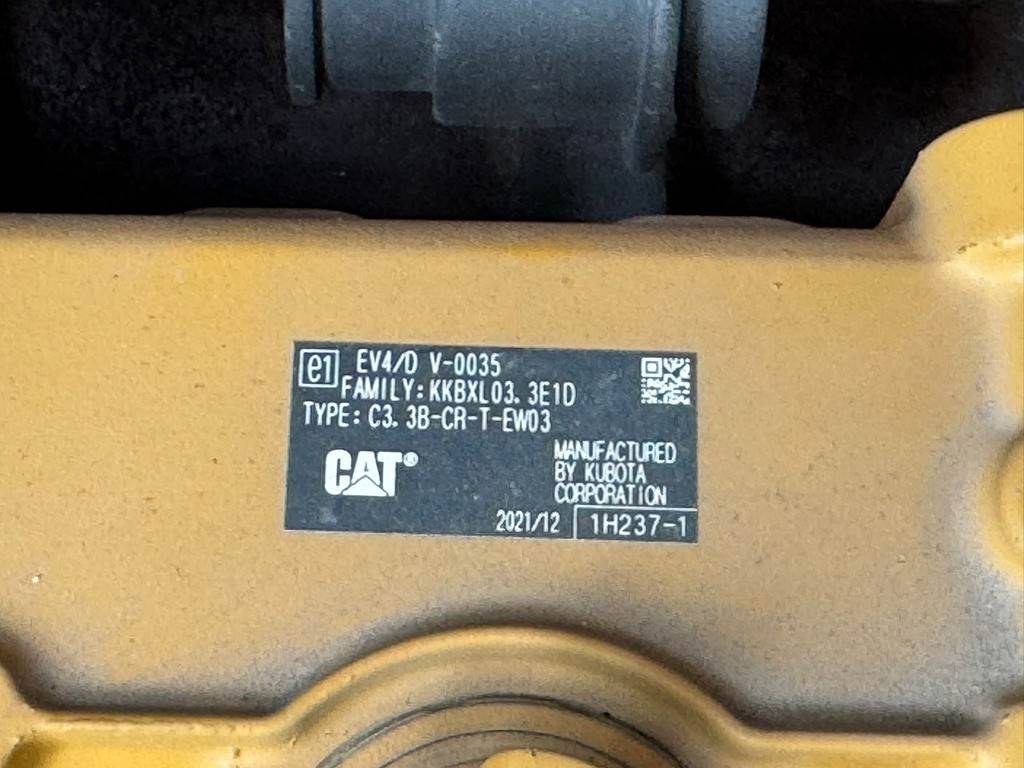 e1 EV4/D V-0035
FAMILY:KKBXL03.3E1D
TYPE:C3.3B-CR-T-EW03
CAT®
MANUFACTURED
BY KUBOTA
CORPORATION
2021/12 1H237-1